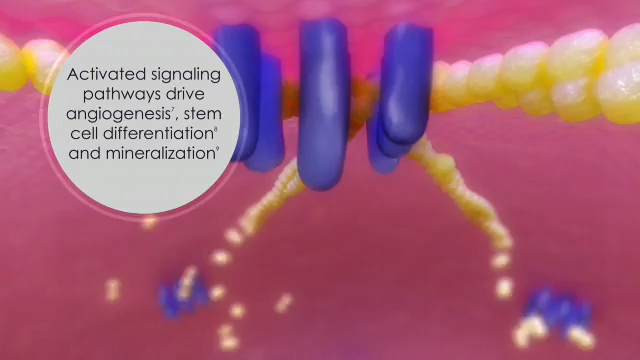 Activated signaling
pathways drive
angiogenesis⁷, stem
cell differentiation⁸
and mineralization⁹